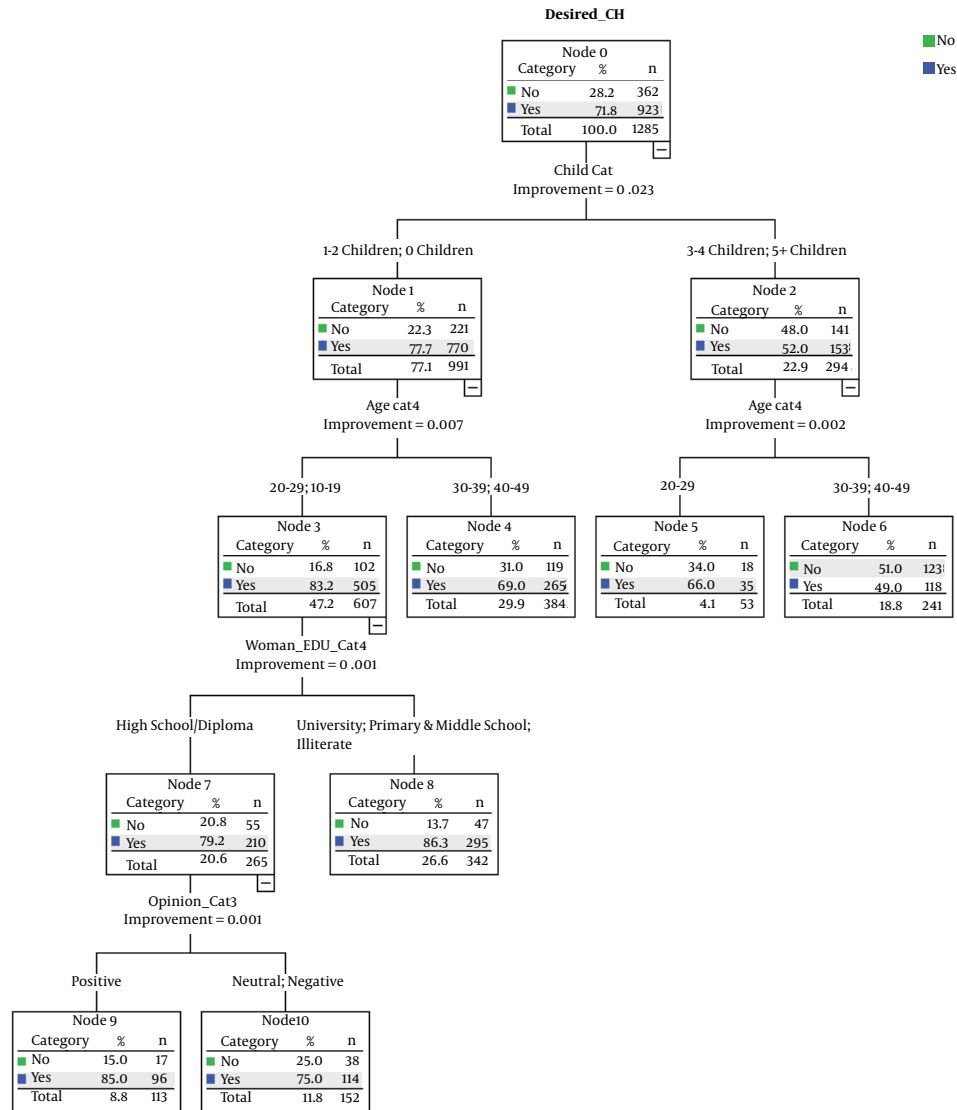 Desired_CH
No
Yes
Node 0
Category % n
No 28.2 362
Yes 71.8 923
Total 100.0 1285
Child Cat
Improvement = 0 .023
1-2 Children; 0 Children
3-4 Children; 5+ Children
Node 1
Category % n
No 22.3 221
Yes 77.7 770
Total 77.1 991
Node 2
Category % n
No 48.0 141
Yes 52.0 153
Total 22.9 294
Age cat4
Improvement = 0.007
Age cat4
Improvement = 0.002
20-29; 10-19
30-39; 40-49
20-29
30-39; 40-49
Node 3
Category % n
No 16.8 102
Yes 83.2 505
Total 47.2 607
Node 4
Category % n
No 31.0 119
Yes 69.0 265
Total 29.9 384
Node 5
Category % n
No 34.0 18
Yes 66.0 35
Total 4.1 53
Node 6
Category % n
No 51.0 123
Yes 49.0 118
Total 18.8 241
Woman_EDU_Cat4
Improvement = 0 .001
High School/Diploma
University; Primary & Middle School;
Illiterate
Node 7
Category % n
No 20.8 55
Yes 79.2 210
Total 20.6 265
Node 8
Category % n
No 13.7 47
Yes 86.3 295
Total 26.6 342
Opinion_Cat3
Improvement = 0.001
Positive
Neutral; Negative
Node 9
Category % n
No 15.0 17
Yes 85.0 96
Total 8.8 113
Node10
Category % n
No 25.0 38
Yes 75.0 114
Total 11.8 152